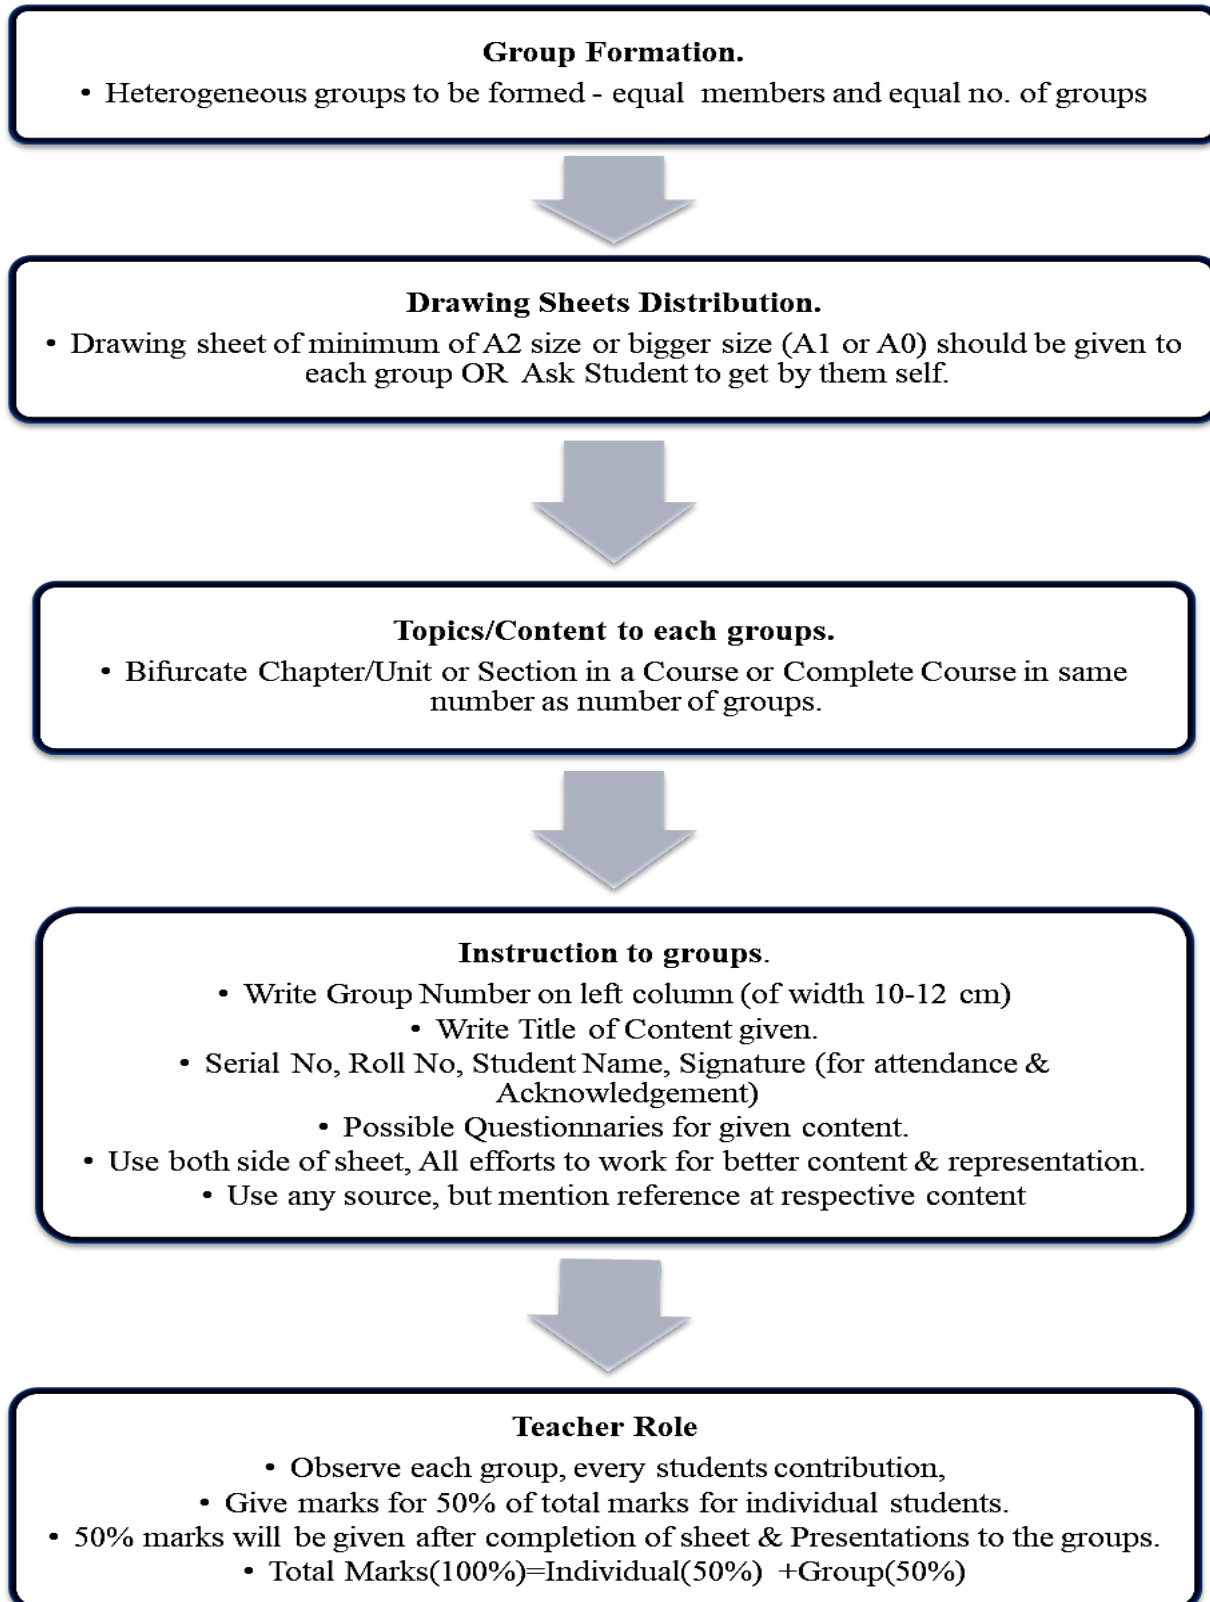 Group Formation.
• Heterogeneous groups to be formed - equal members and equal no. of groups
Drawing Sheets Distribution.
• Drawing sheet of minimum of A2 size or bigger size (A1 or A0) should be given to
each group OR Ask Student to get by them self.
Topics/Content to each groups.
• Bifurcate Chapter/Unit or Section in a Course or Complete Course in same
number as number of groups.
Instruction to groups.
• Write Group Number on left column (of width 10-12 cm)
• Write Title of Content given.
• Serial No, Roll No, Student Name, Signature (for attendance &
Acknowledgement)
• Possible Questionnaries for given content.
• Use both side of sheet, All efforts to work for better content & representation.
• Use any source, but mention reference at respective content
Teacher Role
• Observe each group, every students contribution,
• Give marks for 50% of total marks for individual students.
• 50% marks will be given after completion of sheet & Presentations to the groups.
• Total Marks(100%)=Individual(50%) +Group(50%)